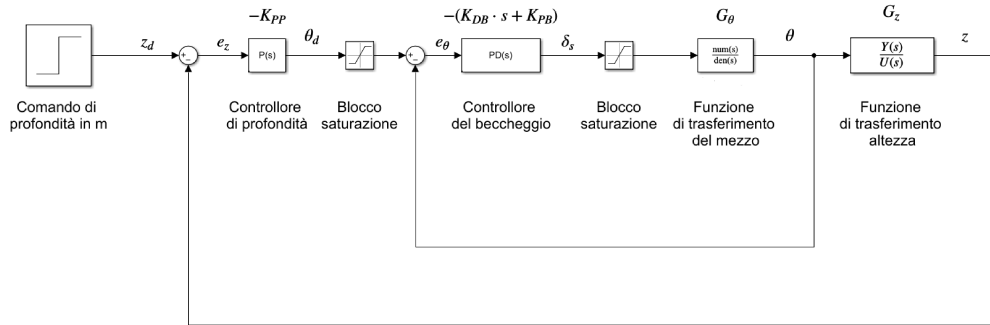 −K_PP
−(K_DB · s + K_PB)
G_θ
G_z
z_d
e_z
θ_d
e_θ
δ_s
θ
z
+
−
P(s)
+
−
PD(s)
num(s)
den(s)
Y(s)
U(s)
Comando di
profondità in m
Controllore
di profondità
Blocco
saturazione
Controllore
del beccheggio
Blocco
saturazione
Funzione
di trasferimento
del mezzo
Funzione
di trasferimento
altezza